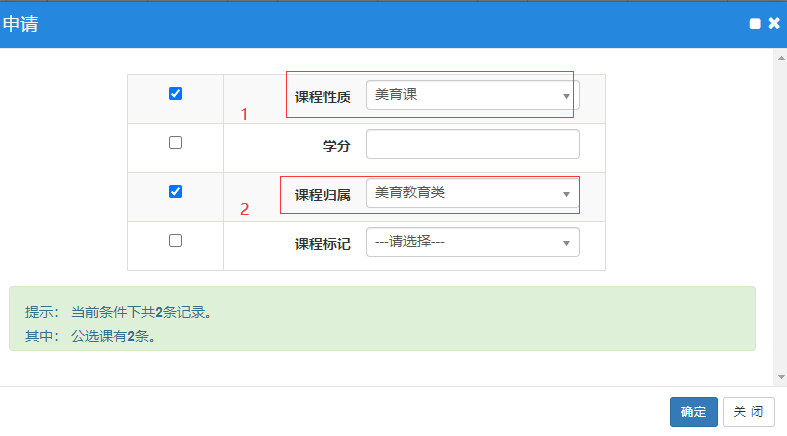 申请
课程性质 美育课
1
学分
课程归属 美育教育类
2
课程标记 ---请选择---
提示： 当前条件下共2条记录。
其中： 公选课有2条。
确定 关 闭